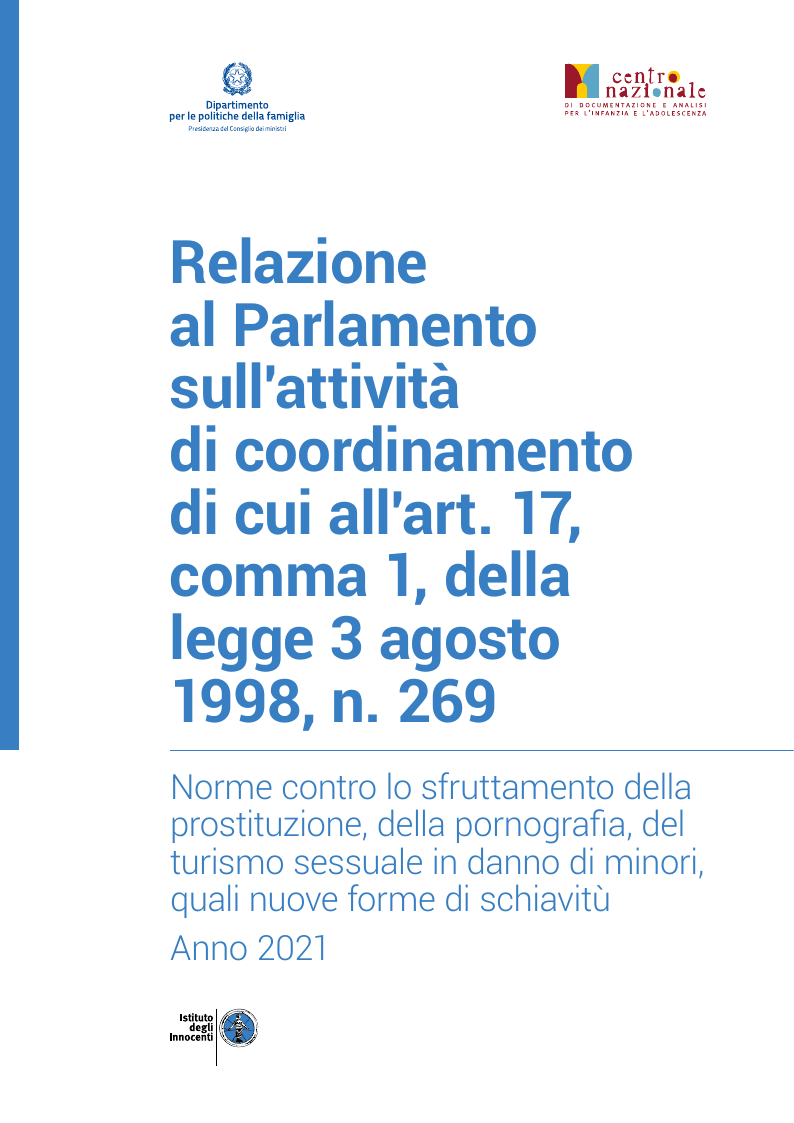 Dipartimento
per le politiche della famiglia
Presidenza del Consiglio dei ministri
centro
nazionale
DI DOCUMENTAZIONE E ANALISI
PER L'INFANZIA E L'ADOLESCENZA
Relazione
al Parlamento
sull'attività
di coordinamento
di cui all'art. 17,
comma 1, della
legge 3 agosto
1998, n. 269
Norme contro lo sfruttamento della
prostituzione, della pornografia, del
turismo sessuale in danno di minori,
quali nuove forme di schiavitù
Anno 2021
Istituto
degli
Innocenti